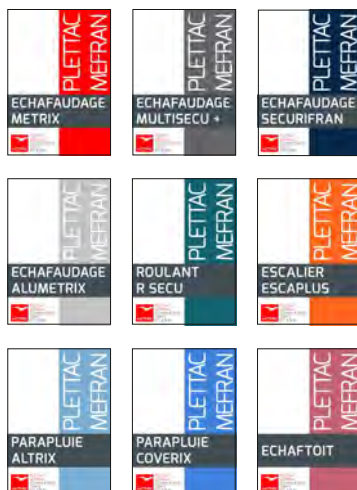 PLETTAC
MEFRAN
ECHAFAUDAGE
METRIX
PLETTAC
MEFRAN
ECHAFAUDAGE
MULTISECU +
PLETTAC
MEFRAN
ECHAFAUDAGE
SECURIFRAN
PLETTAC
MEFRAN
ECHAFAUDAGE
ALUMETRIX
PLETTAC
MEFRAN
ROULANT
R SECU
PLETTAC
MEFRAN
ESCALIER
ESCAPLUS
PLETTAC
MEFRAN
PARAPLUIE
ALTRIX
PLETTAC
MEFRAN
PARAPLUIE
COVERIX
PLETTAC
MEFRAN
ECHAFTOIT